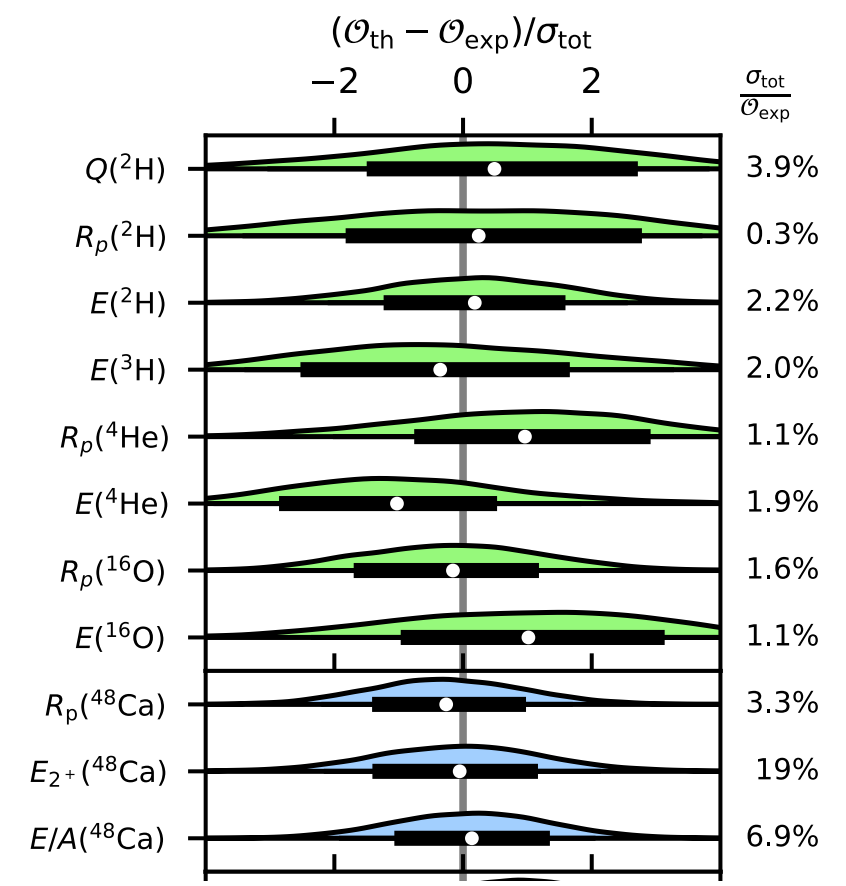 (𝒪th − 𝒪exp)/σtot
−2 0 2
σtot
𝒪exp
Q(²H) 3.9%
Rp(²H) 0.3%
E(²H) 2.2%
E(³H) 2.0%
Rp(⁴He) 1.1%
E(⁴He) 1.9%
Rp(¹⁶O) 1.6%
E(¹⁶O) 1.1%
Rp(⁴⁸Ca) 3.3%
E2⁺(⁴⁸Ca) 19%
E/A(⁴⁸Ca) 6.9%